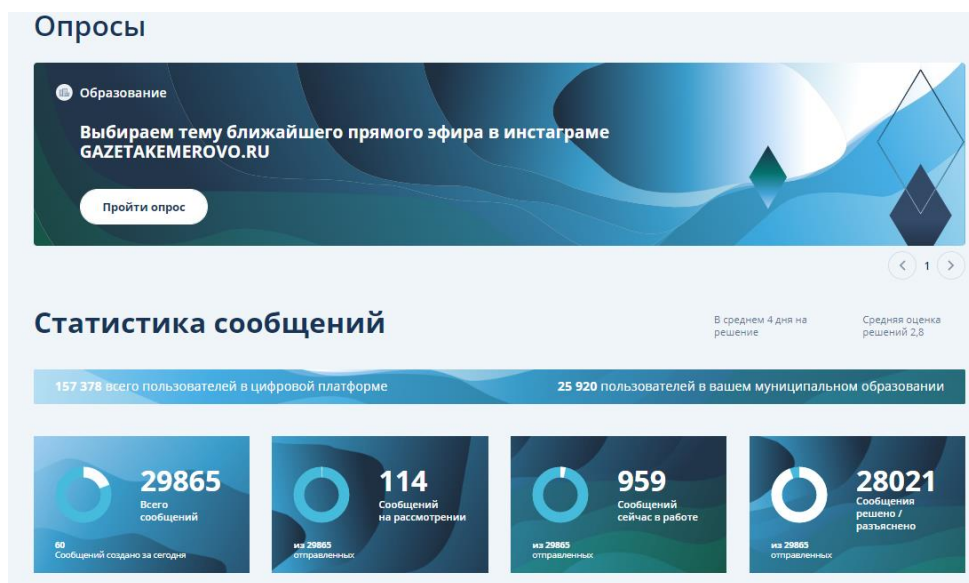 Опросы
Образование
Выбираем тему ближайшего прямого эфира в инстаграме
GAZETAKEMEROVO.RU
Пройти опрос
1
Статистика сообщений
В среднем 4 дня на
решение
Средняя оценка
решений 2,8
157 378 всего пользователей в цифровой платформе
25 920 пользователей в вашем муниципальном образовании
29865
Всего
сообщений
60
Сообщений создано за сегодня
114
Сообщений
на рассмотрении
из 29865
отправленных
959
Сообщений
сейчас в работе
из 29865
отправленных
28021
Сообщения
решено /
разъяснено
из 29865
отправленных